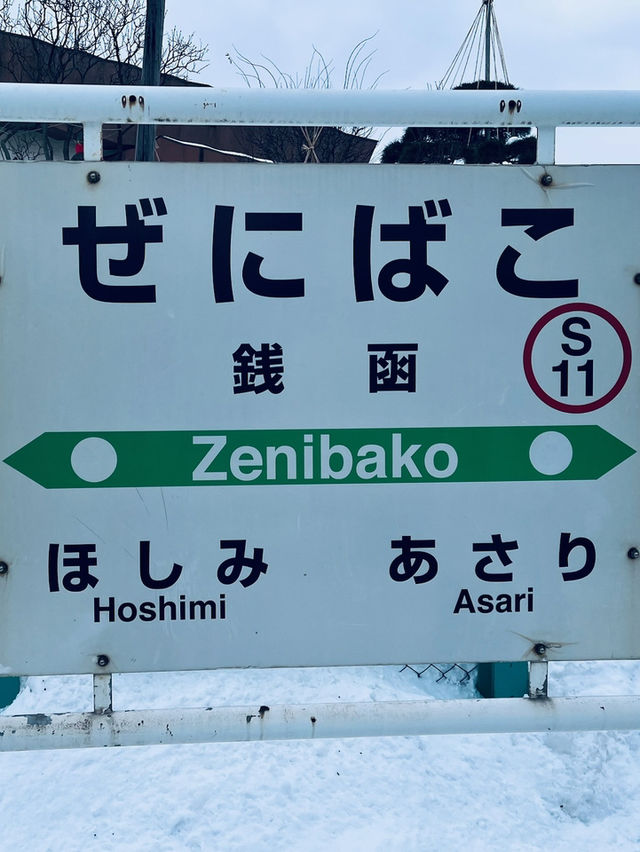 ぜにばこ
銭函
S
11
Zenibako
ほしみ あさり
Hoshimi Asari